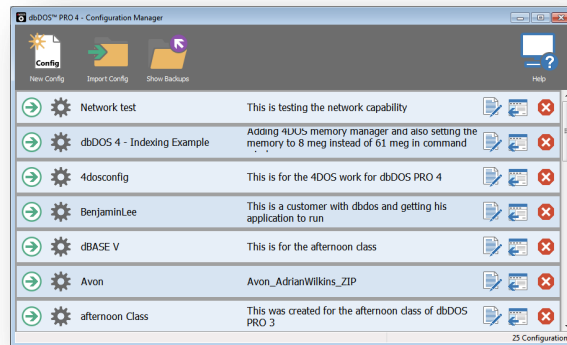 dbDOS™ PRO 4 - Configuration Manager
Config
New Config
Import Config
Show Backups
?
Help
Network test
This is testing the network capability
dbDOS 4 - Indexing Example
Adding 4DOS memory manager and also setting the
memory to 8 meg instead of 61 meg in command
4dosconfig
This is for the 4DOS work for dbDOS PRO 4
BenjaminLee
This is a customer with dbdos and getting his
application to run
dBASE V
This is for the afternoon class
Avon
Avon_AdrianWilkins_ZIP
afternoon Class
This was created for the afternoon class of dbDOS
PRO 3
25 Configuration